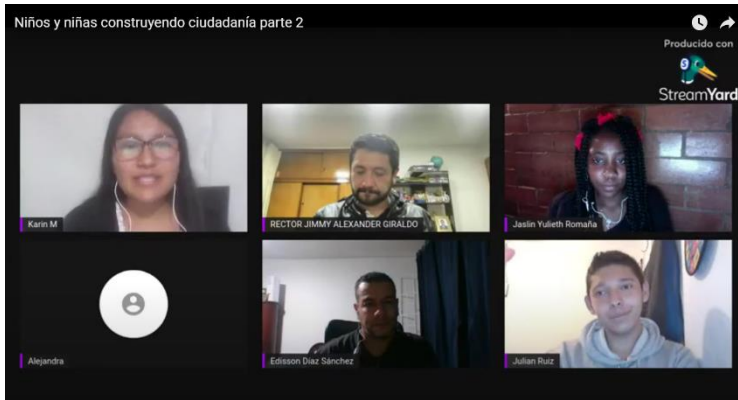 Niños y niñas construyendo ciudadanía parte 2
Producido con
S
StreamYard
Karin M
RECTOR JIMMY ALEXANDER GIRALDO
Jaslin Yulieth Romaña
Alejandra
Edisson Díaz Sánchez
Julian Ruiz